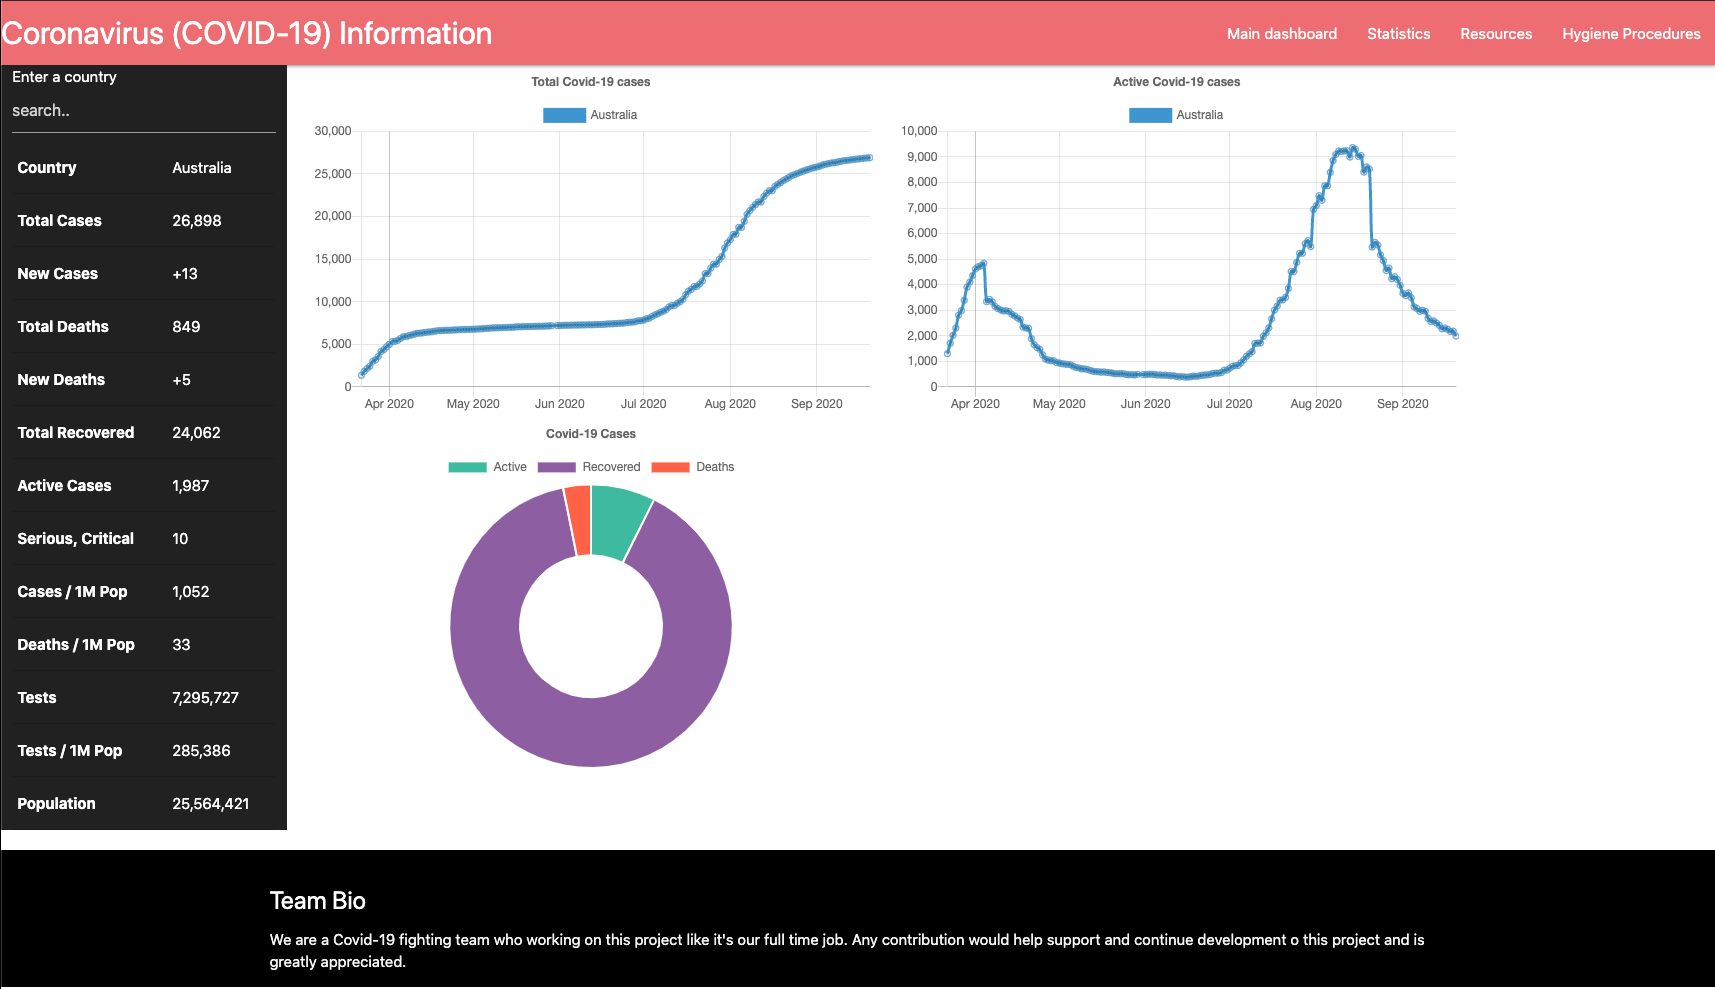 Coronavirus (COVID-19) Information
Main dashboard Statistics Resources Hygiene Procedures
Enter a country
search..
Country Australia
Total Cases 26,898
New Cases +13
Total Deaths 849
New Deaths +5
Total Recovered 24,062
Active Cases 1,987
Serious, Critical 10
Cases / 1M Pop 1,052
Deaths / 1M Pop 33
Tests 7,295,727
Tests / 1M Pop 285,386
Population 25,564,421
Total Covid-19 cases
Australia
30,000
25,000
20,000
15,000
10,000
5,000
0
Apr 2020 May 2020 Jun 2020 Jul 2020 Aug 2020 Sep 2020
Active Covid-19 cases
Australia
10,000
9,000
8,000
7,000
6,000
5,000
4,000
3,000
2,000
1,000
0
Apr 2020 May 2020 Jun 2020 Jul 2020 Aug 2020 Sep 2020
Covid-19 Cases
Active Recovered Deaths
Team Bio
We are a Covid-19 fighting team who working on this project like it's our full time job. Any contribution would help support and continue development o this project and is
greatly appreciated.